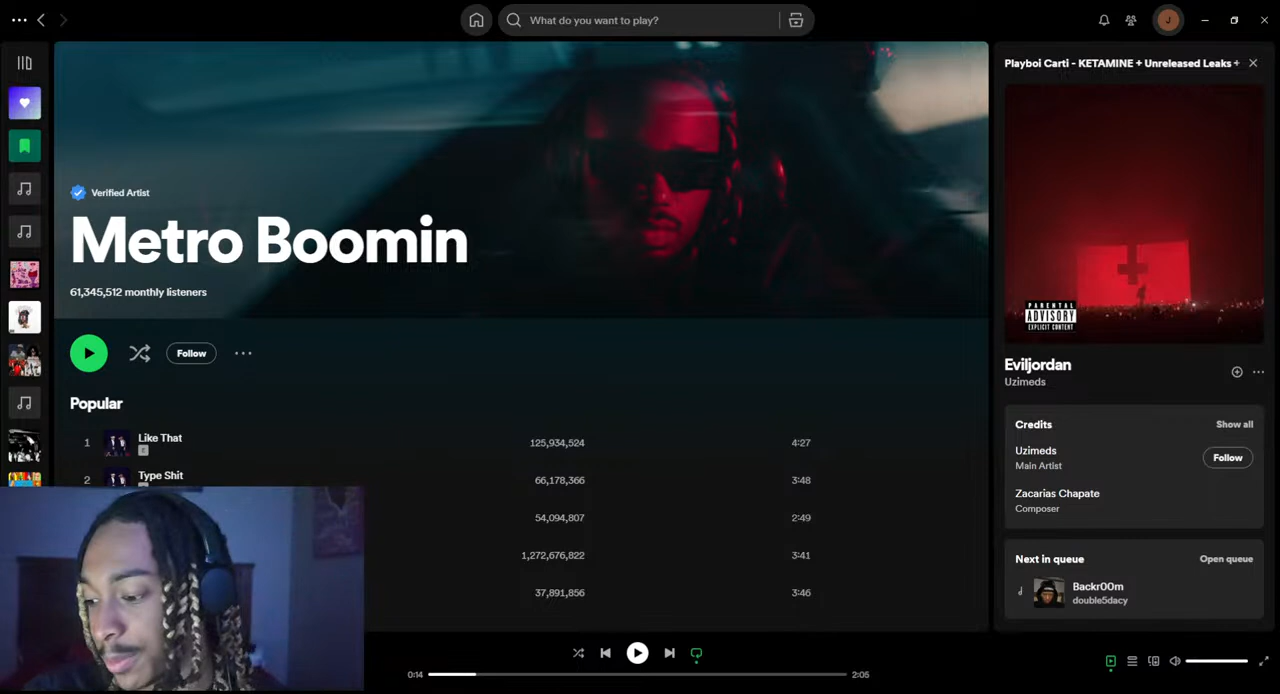 What do you want to play?
J
Verified Artist
Metro Boomin
61,345,512 monthly listeners
Follow
Popular
1 Like That 125,934,524 4:27
E
2 Type Shit 66,178,366 3:48
54,094,807 2:49
1,272,676,822 3:41
37,891,856 3:46
Playboi Carti - KETAMINE + Unreleased Leaks +
PARENTAL
ADVISORY
EXPLICIT CONTENT
Eviljordan
Uzimeds
Credits Show all
Uzimeds
Main Artist
Follow
Zacarias Chapate
Composer
Next in queue Open queue
Backr00m
double5dacy
0:14 2:05